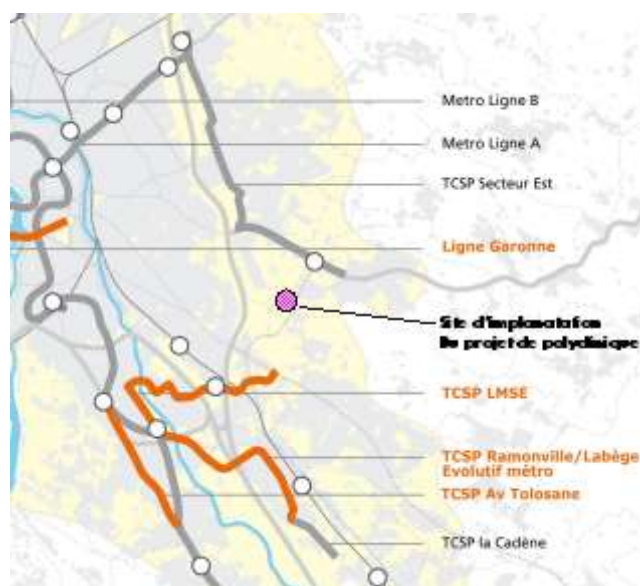 Metro Ligne B
Metro Ligne A
TCSP Secteur Est
Ligne Garonne
Site d'implanatation
Du projet de polyclinique
TCSP LMSE
TCSP Ramonville/Labège
Evolutif métro
TCSP Av Tolosane
TCSP la Cadène